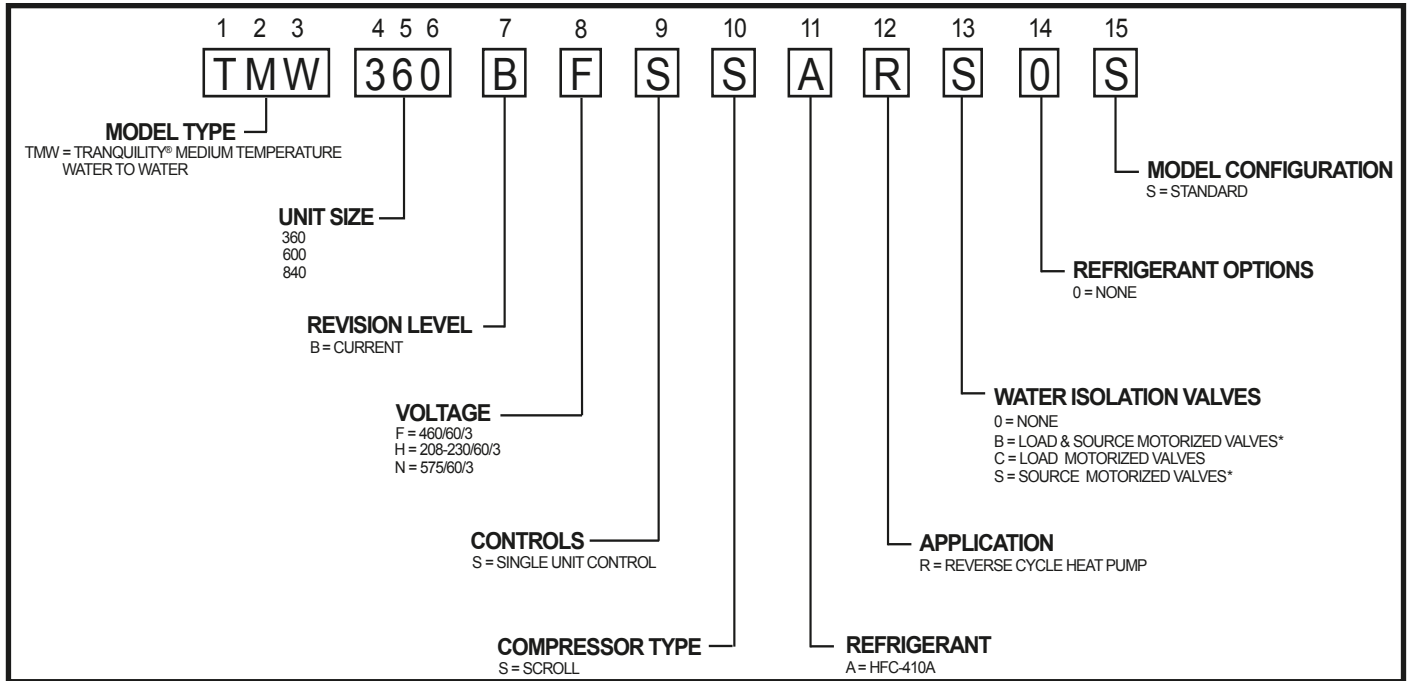 1 2 3 4 5 6 7 8 9 10 11 12 13 14 15
T M W 3 6 0 B F S S A R S 0 S
MODEL TYPE
TMW = TRANQUILITY® MEDIUM TEMPERATURE
WATER TO WATER
UNIT SIZE
360
600
840
REVISION LEVEL
B = CURRENT
VOLTAGE
F = 460/60/3
H = 208-230/60/3
N = 575/60/3
CONTROLS
S = SINGLE UNIT CONTROL
COMPRESSOR TYPE
S = SCROLL
MODEL CONFIGURATION
S = STANDARD
REFRIGERANT OPTIONS
0 = NONE
WATER ISOLATION VALVES
0 = NONE
B = LOAD & SOURCE MOTORIZED VALVES*
C = LOAD MOTORIZED VALVES
S = SOURCE MOTORIZED VALVES*
APPLICATION
R = REVERSE CYCLE HEAT PUMP
REFRIGERANT
A = HFC-410A